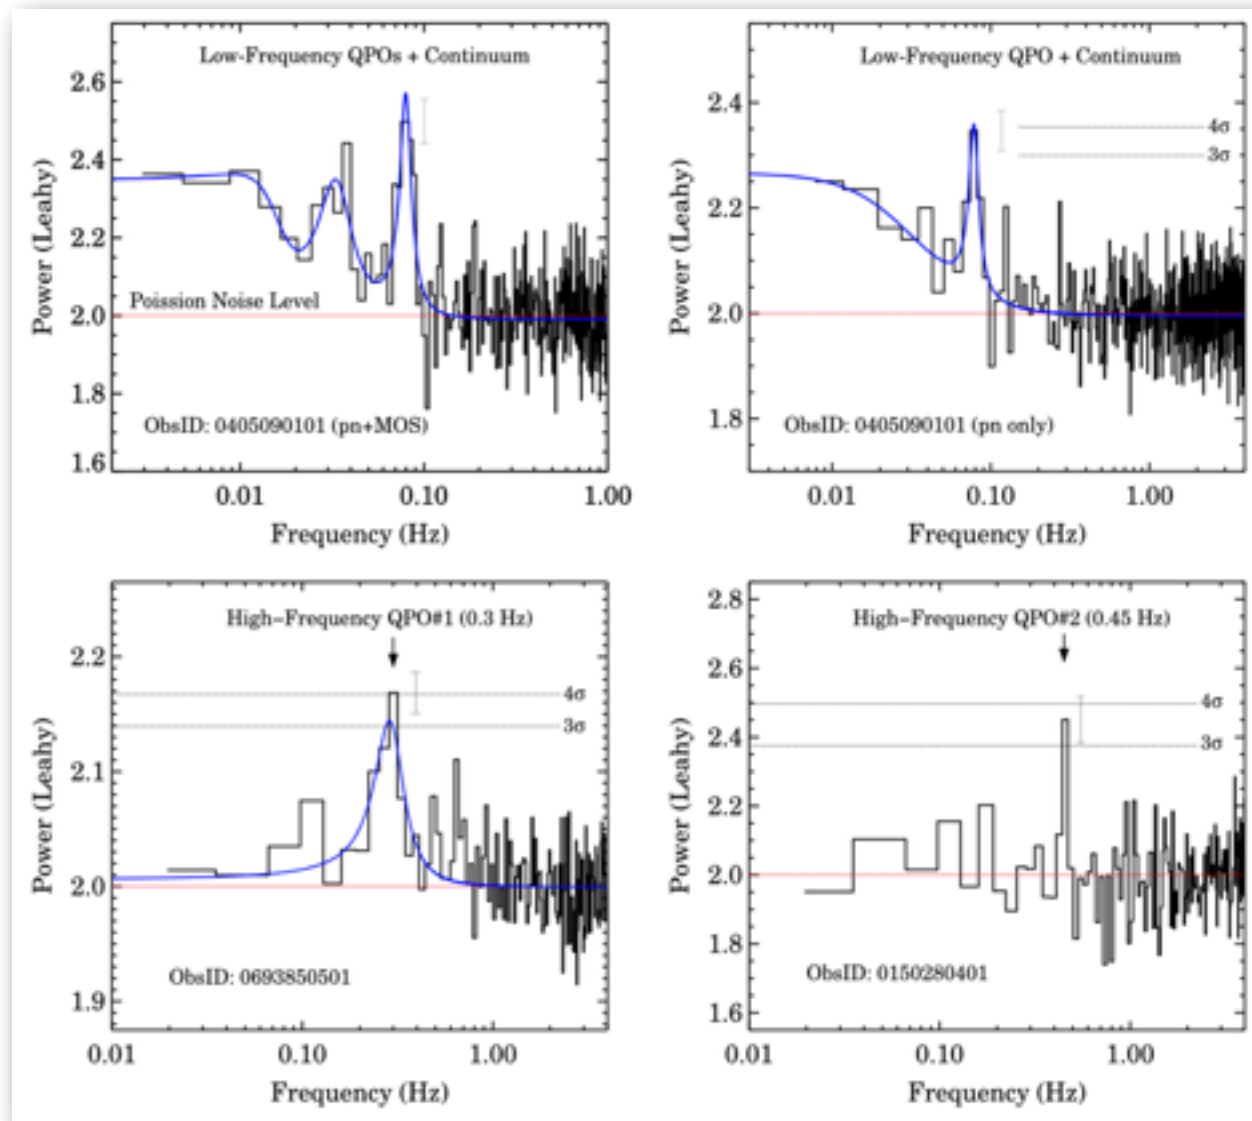 Low-Frequency QPOs + Continuum
2.6
2.4
2.2
2.0
1.8
1.6
Power (Leahy)
Poission Noise Level
ObsID: 0405090101 (pn+MOS)
0.01 0.10 1.00
Frequency (Hz)
Low-Frequency QPO + Continuum
2.4
2.2
2.0
1.8
Power (Leahy)
4σ
3σ
ObsID: 0405090101 (pn only)
0.01 0.10 1.00
Frequency (Hz)
High-Frequency QPO#1 (0.3 Hz)
2.2
2.1
2.0
1.9
Power (Leahy)
4σ
3σ
ObsID: 0693850501
0.01 0.10 1.00
Frequency (Hz)
High-Frequency QPO#2 (0.45 Hz)
2.8
2.6
2.4
2.2
2.0
1.8
1.6
Power (Leahy)
4σ
3σ
ObsID: 0150280401
0.01 0.10 1.00
Frequency (Hz)